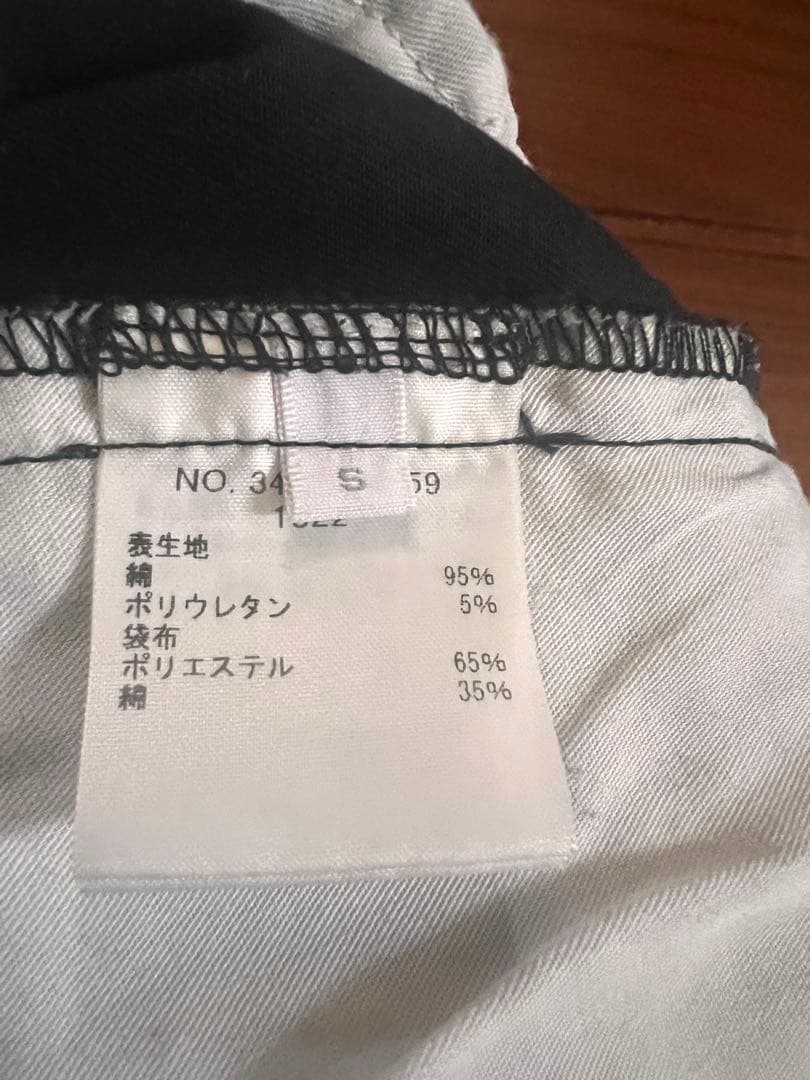 NO. 34 59
S
表生地
綿 95%
ポリウレタン 5%
袋布
ポリエステル 65%
綿 35%